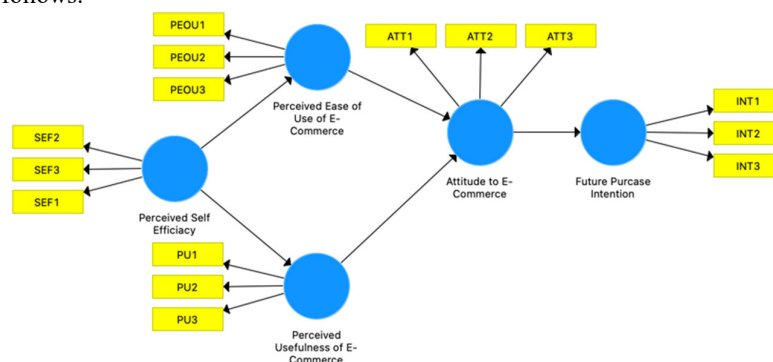 follows:
PEOU1
PEOU2
PEOU3
Perceived Ease of
Use of E-
Commerce
ATT1
ATT2
ATT3
INT1
INT2
INT3
SEF2
SEF3
SEF1
Perceived Self
Efficiacy
Attitude to E-
Commerce
Future Purcase
Intention
PU1
PU2
PU3
Perceived
Usefulness of E-
Commerce